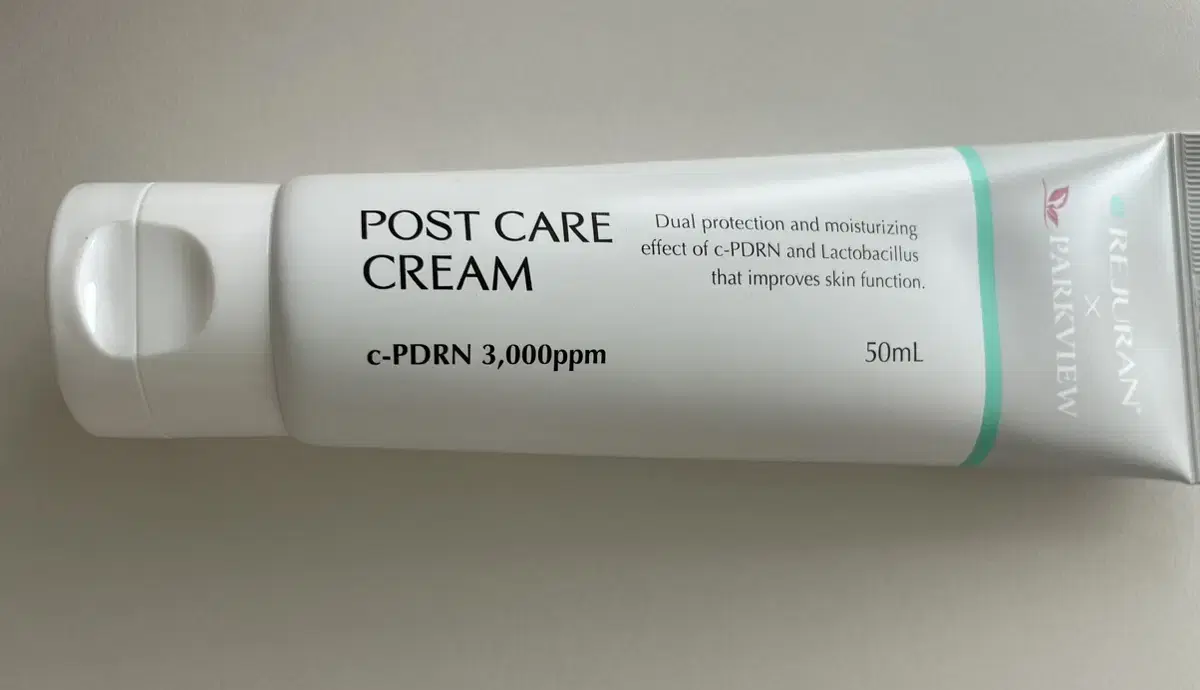 POST CARE
CREAM
c-PDRN 3,000ppm
Dual protection and moisturizing
effect of c-PDRN and Lactobacillus
that improves skin function.
50mL
REJURAN®
X
PARKVIEW